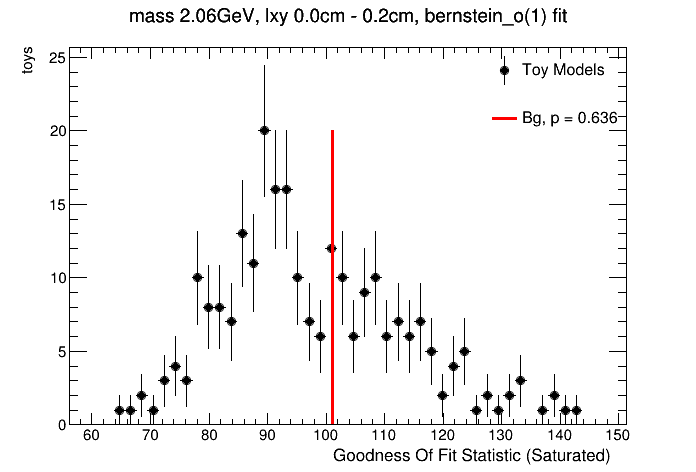 mass 2.06GeV, lxy 0.0cm - 0.2cm, bernstein_o(1) fit
toys
25
20
15
10
5
0
Toy Models
Bg, p = 0.636
60 70 80 90 100 110 120 130 140 150
Goodness Of Fit Statistic (Saturated)